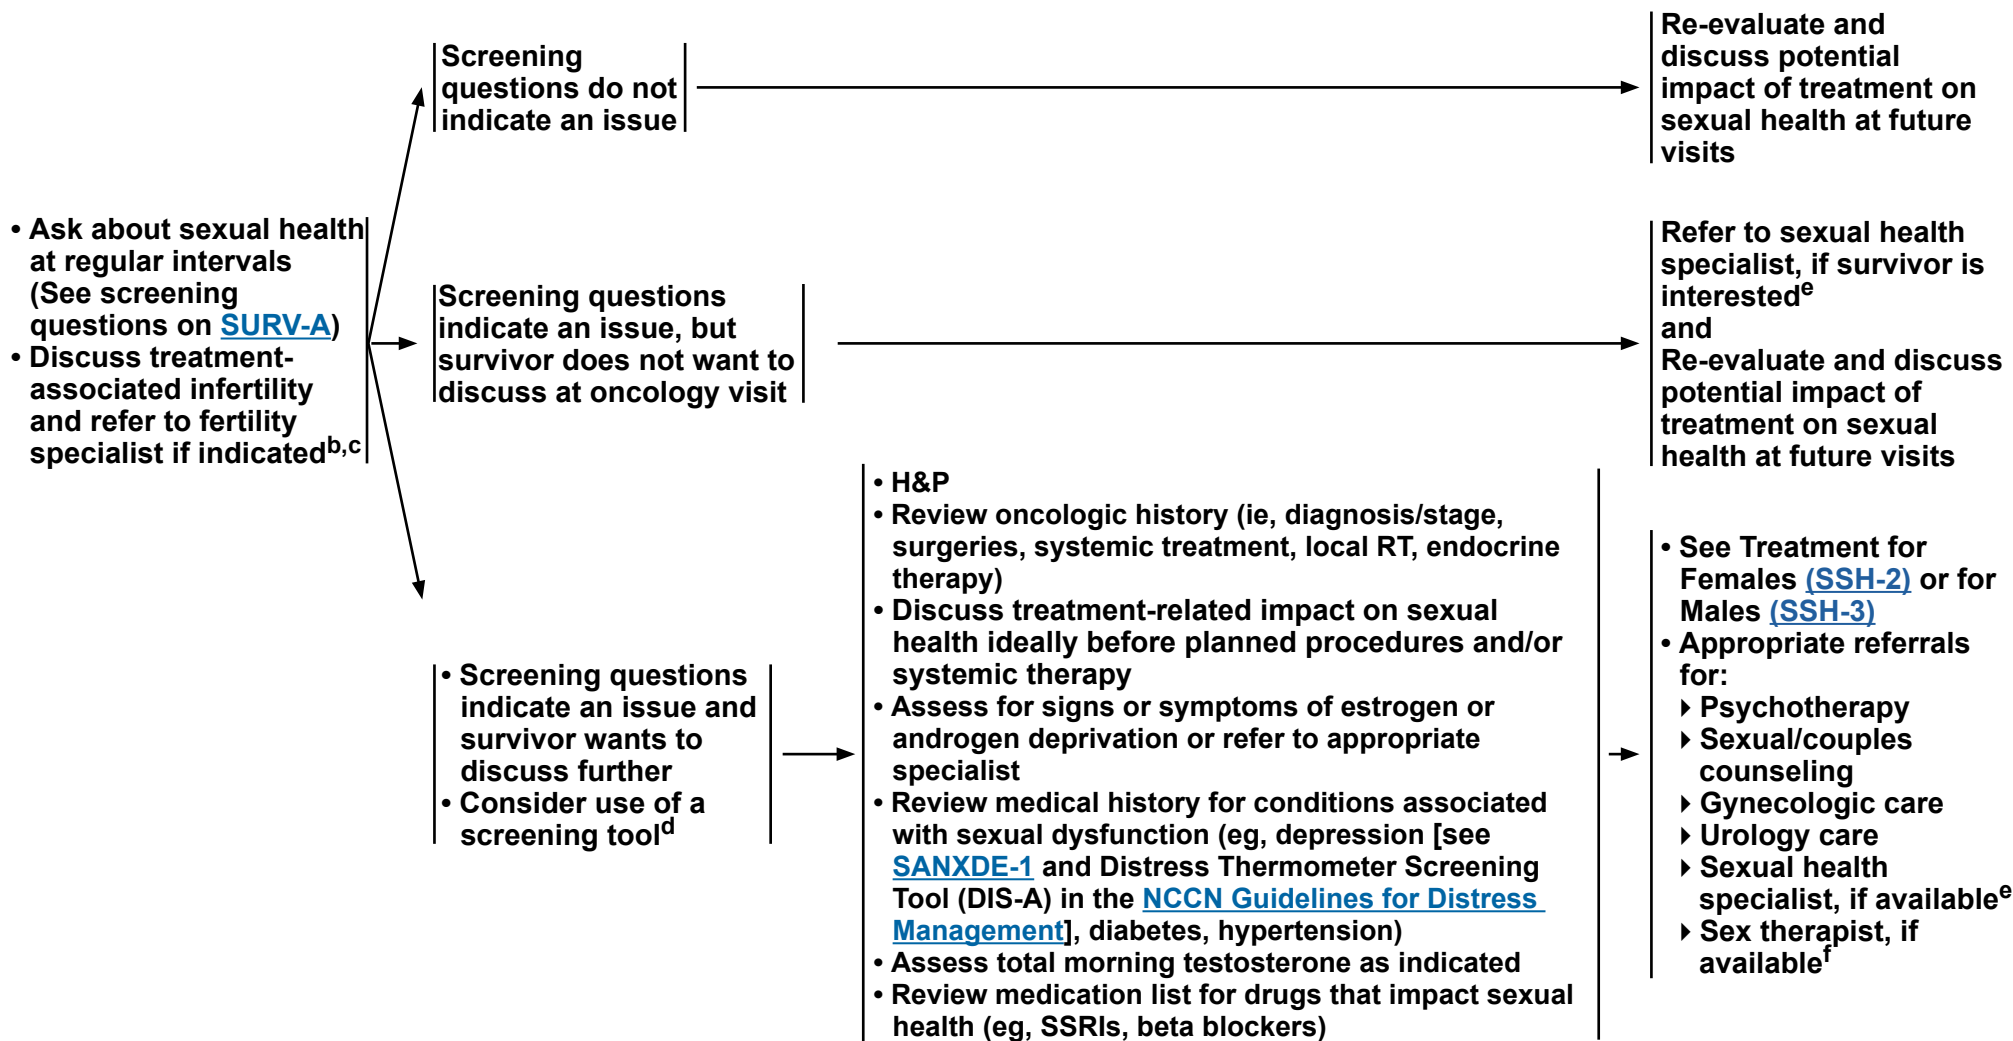 • Ask about sexual health
at regular intervals
(See screening
questions on SURV-A)
• Discuss treatment-
associated infertility
and refer to fertility
specialist if indicatedb,c
Screening
questions do not
indicate an issue
Re-evaluate and
discuss potential
impact of treatment on
sexual health at future
visits
Screening questions
indicate an issue, but
survivor does not want to
discuss at oncology visit
Refer to sexual health
specialist, if survivor is
interestede
and
Re-evaluate and discuss
potential impact of
treatment on sexual
health at future visits
• Screening questions
indicate an issue and
survivor wants to
discuss further
• Consider use of a
screening toold
• H&P
• Review oncologic history (ie, diagnosis/stage,
surgeries, systemic treatment, local RT, endocrine
therapy)
• Discuss treatment-related impact on sexual
health ideally before planned procedures and/or
systemic therapy
• Assess for signs or symptoms of estrogen or
androgen deprivation or refer to appropriate
specialist
• Review medical history for conditions associated
with sexual dysfunction (eg, depression [see
SANXDE-1 and Distress Thermometer Screening
Tool (DIS-A) in the NCCN Guidelines for Distress
Management], diabetes, hypertension)
• Assess total morning testosterone as indicated
• Review medication list for drugs that impact sexual
health (eg, SSRIs, beta blockers)
• See Treatment for
Females (SSH-2) or for
Males (SSH-3)
• Appropriate referrals
for:
▸ Psychotherapy
▸ Sexual/couples
counseling
▸ Gynecologic care
▸ Urology care
▸ Sexual health
specialist, if availablee
▸ Sex therapist, if
availablef